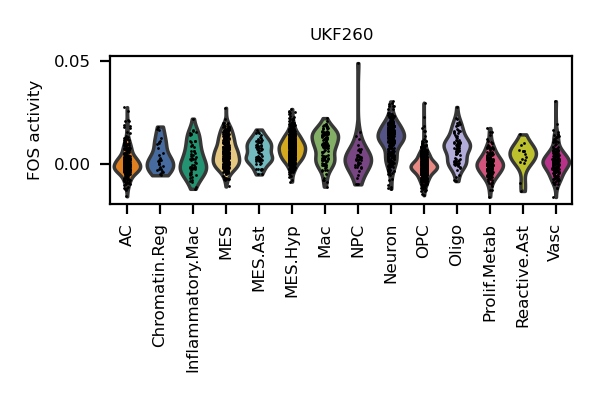 UKF260
0.05
0.00
FOS activity
AC
Chromatin.Reg
Inflammatory.Mac
MES
MES.Ast
MES.Hyp
Mac
NPC
Neuron
OPC
Oligo
Prolif.Metab
Reactive.Ast
Vasc